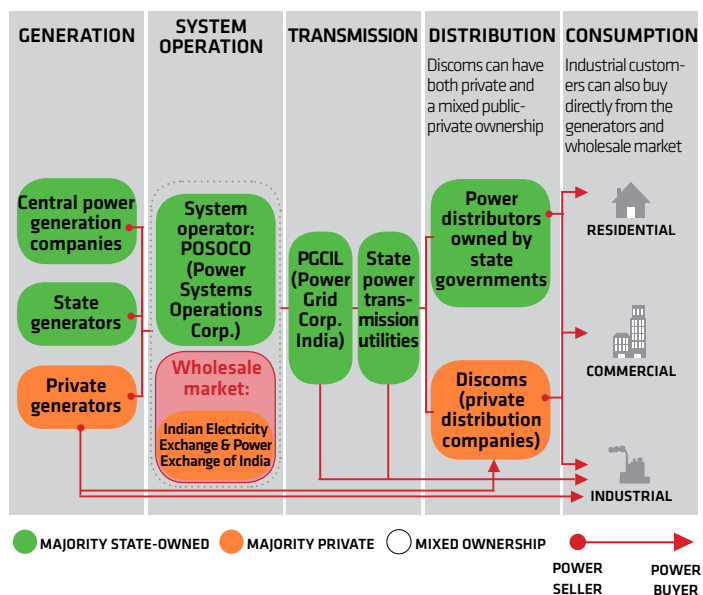 GENERATION
SYSTEM
OPERATION
TRANSMISSION
DISTRIBUTION
Discoms can have
both private and
a mixed public-
private ownership
CONSUMPTION
Industrial custom-
ers can also buy
directly from the
generators and
wholesale market
Central power
generation
companies
State
generators
Private
generators
System
operator:
POSOCO
(Power
Systems
Operations
Corp.)
Wholesale
market:
Indian Electricity
Exchange & Power
Exchange of India
PGCIL
(Power
Grid
Corp.
India)
State
power
trans-
mission
utilities
Power
distributors
owned by
state
governments
Discoms
(private
distribution
companies)
RESIDENTIAL
COMMERCIAL
INDUSTRIAL
MAJORITY STATE-OWNED
MAJORITY PRIVATE
MIXED OWNERSHIP
POWER
SELLER
POWER
BUYER